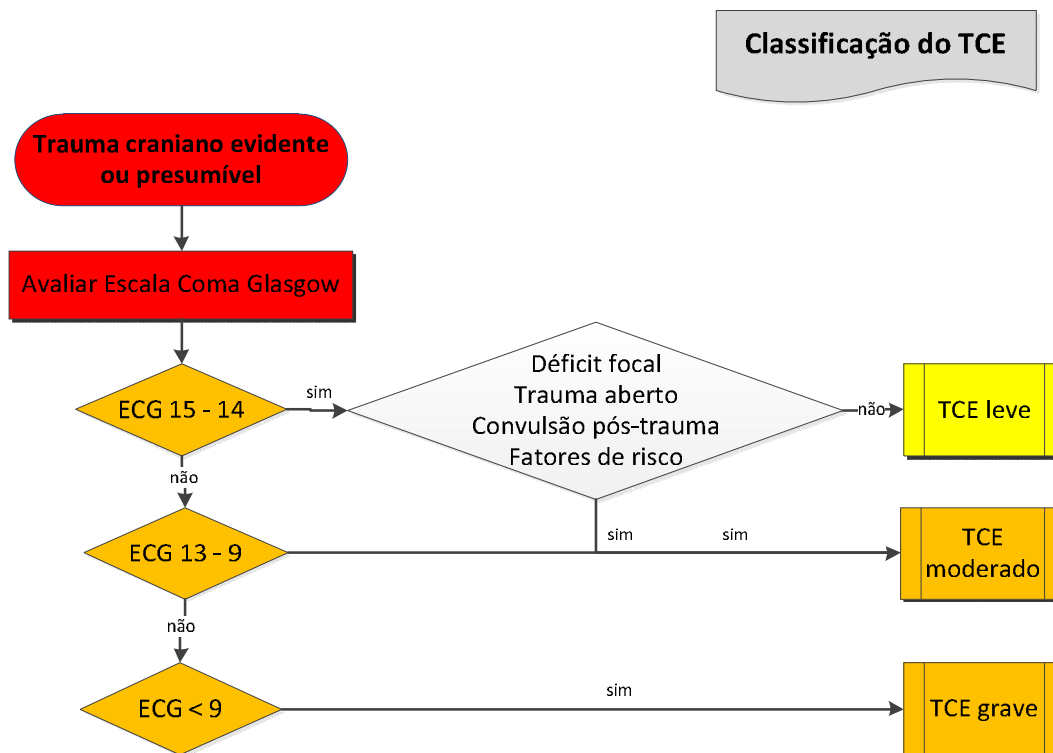 Classificação do TCE
Trauma craniano evidente
ou presumível
Avaliar Escala Coma Glasgow
ECG 15 - 14
sim
Déficit focal
Trauma aberto
Convulsão pós-trauma
Fatores de risco
não
TCE leve
não
ECG 13 - 9
sim
sim
TCE
moderado
não
ECG < 9
sim
TCE grave